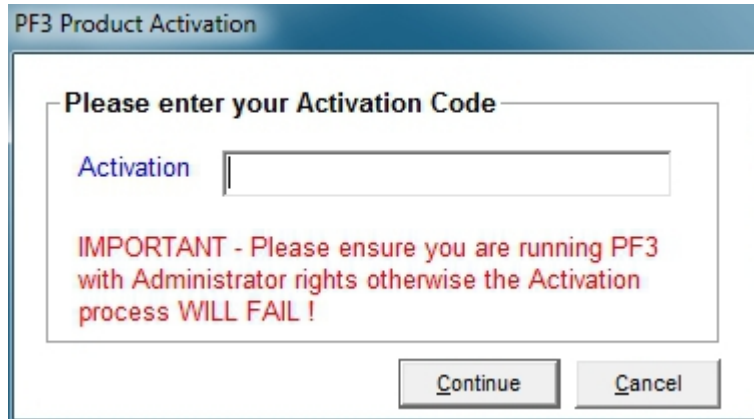 PF3 Product Activation
Please enter your Activation Code
Activation
IMPORTANT - Please ensure you are running PF3
with Administrator rights otherwise the Activation
process WILL FAIL !
Continue Cancel